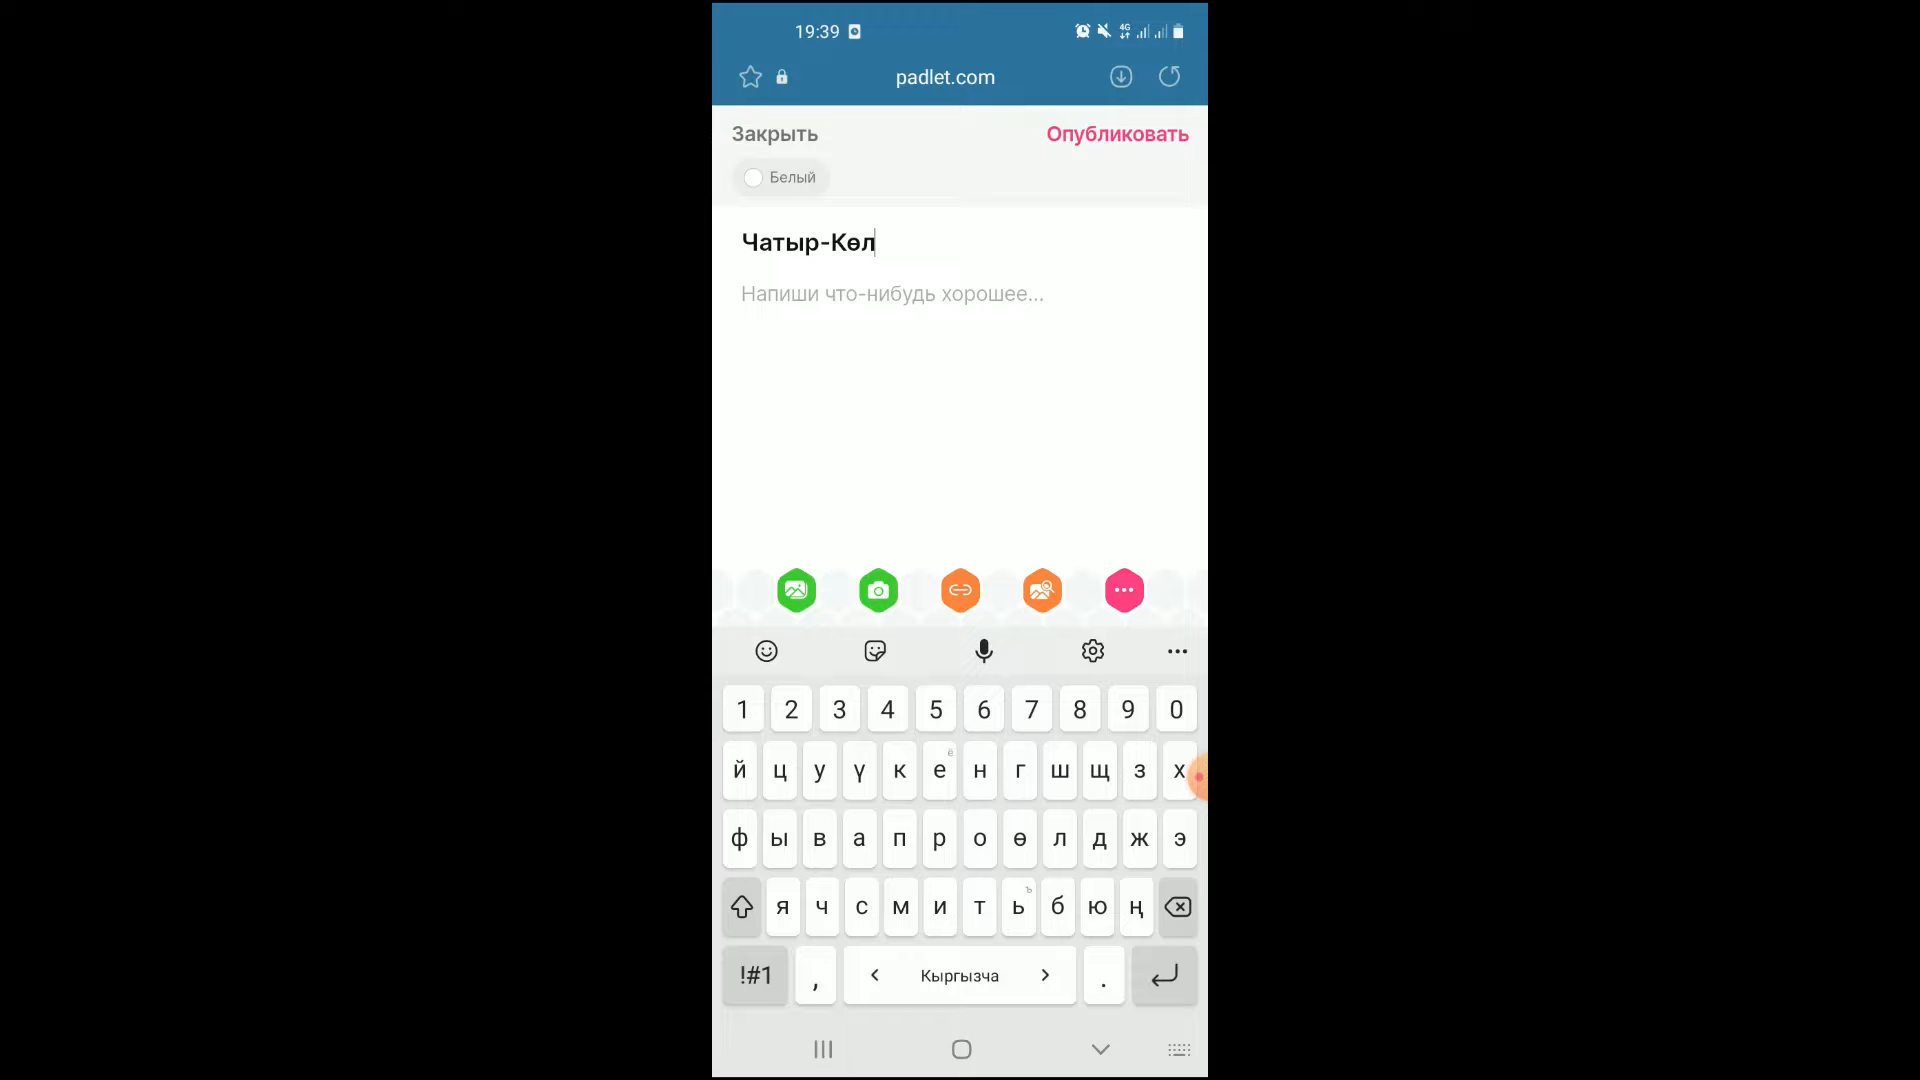 19:39
4G
padlet.com
Закрыть Опубликовать
Белый
Чатыр-Көл
Напиши что-нибудь хорошее...
1 2 3 4 5 6 7 8 9 0
й ц у ү к е ё н г ш щ з х
ф ы в а п р о ө л д ж э
я ч с м и т ь ъ б ю ң
!#1 , < Кыргызча > .